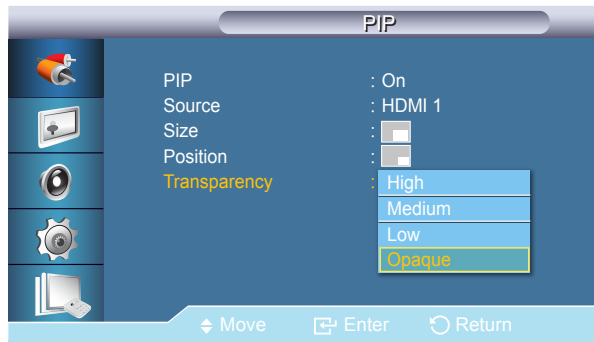 PIP
PIP : On
Source : HDMI 1
Size :
Position :
Transparency : High
Medium
Low
Opaque
Move Enter Return